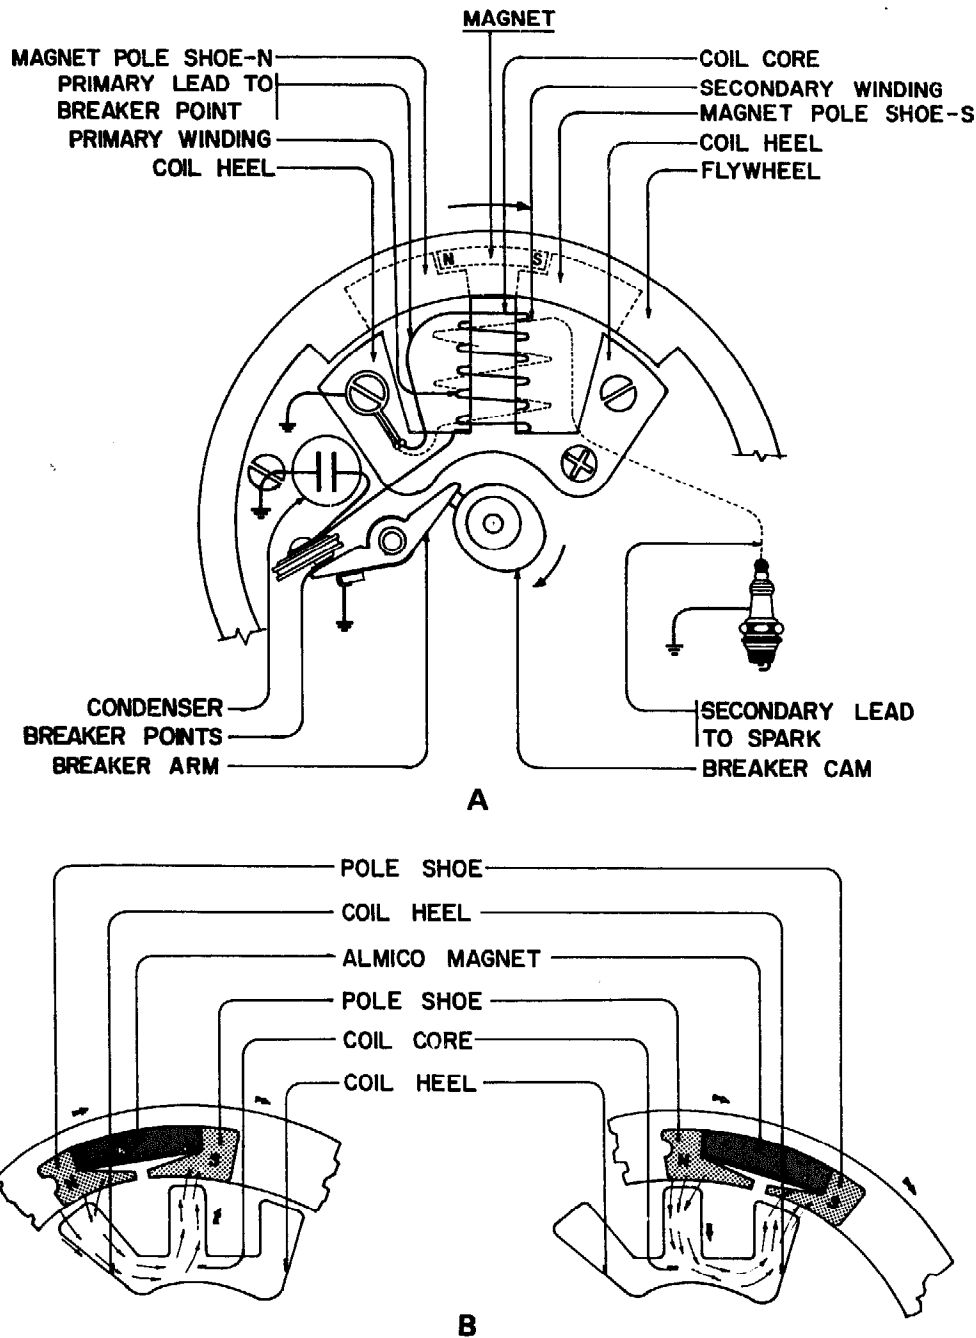 MAGNET
MAGNET POLE SHOE-N
PRIMARY LEAD TO
BREAKER POINT
PRIMARY WINDING
COIL HEEL
COIL CORE
SECONDARY WINDING
MAGNET POLE SHOE-S
COIL HEEL
FLYWHEEL
N
S
CONDENSER
BREAKER POINTS
BREAKER ARM
SECONDARY LEAD
TO SPARK
BREAKER CAM
A
POLE SHOE
COIL HEEL
ALMICO MAGNET
POLE SHOE
COIL CORE
COIL HEEL
N
S
N
S
B